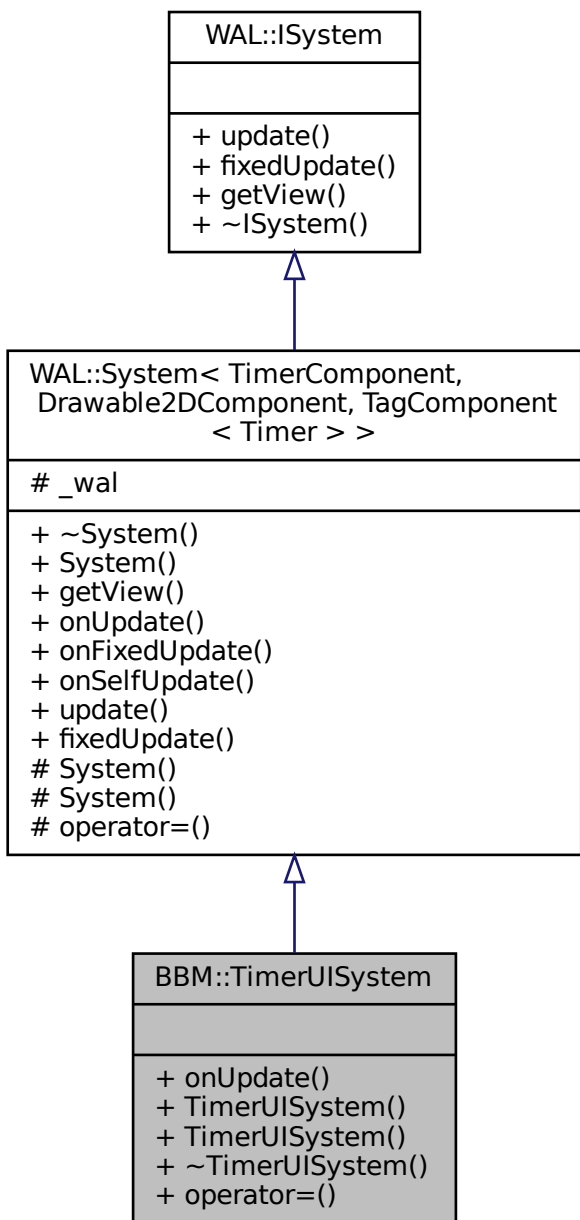 WAL::ISystem
+ update()
+ fixedUpdate()
+ getView()
+ ~ISystem()
WAL::System< TimerComponent,
Drawable2DComponent, TagComponent
< Timer > >
# _wal
+ ~System()
+ System()
+ getView()
+ onUpdate()
+ onFixedUpdate()
+ onSelfUpdate()
+ update()
+ fixedUpdate()
# System()
# System()
# operator=()
BBM::TimerUISystem
+ onUpdate()
+ TimerUISystem()
+ TimerUISystem()
+ ~TimerUISystem()
+ operator=()